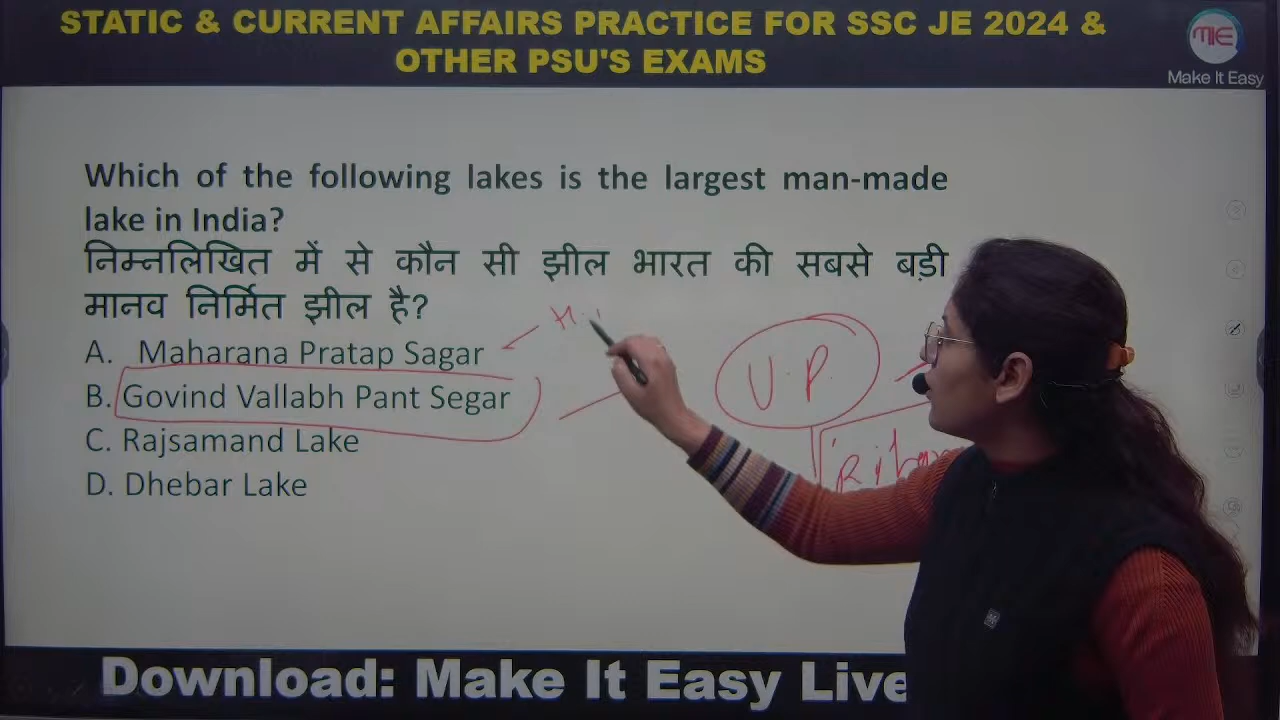 STATIC & CURRENT AFFAIRS PRACTICE FOR SSC JE 2024 &
OTHER PSU'S EXAMS
MIE
Make It Easy
Which of the following lakes is the largest man-made
lake in India?
निम्नलिखित में से कौन सी झील भारत की सबसे बड़ी
मानव निर्मित झील है?
A. Maharana Pratap Sagar
H.
B. Govind Vallabh Pant Segar
U.P.
C. Rajsamand Lake
D. Dhebar Lake
Download: Make It Easy Live